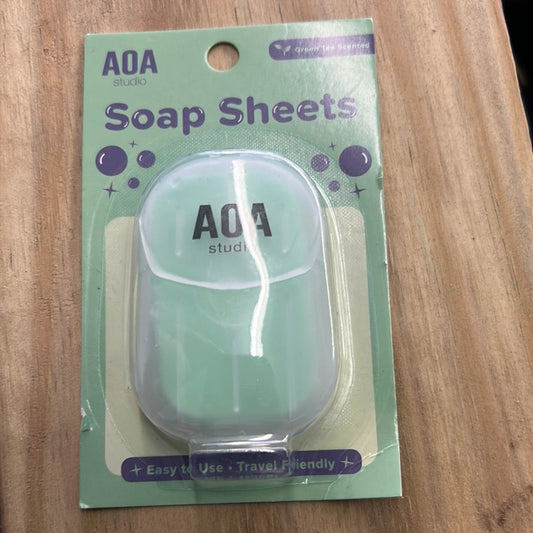 AOA
studio
Green Tea Scented
Soap Sheets
AOA
studio
Easy to Use • Travel Friendly